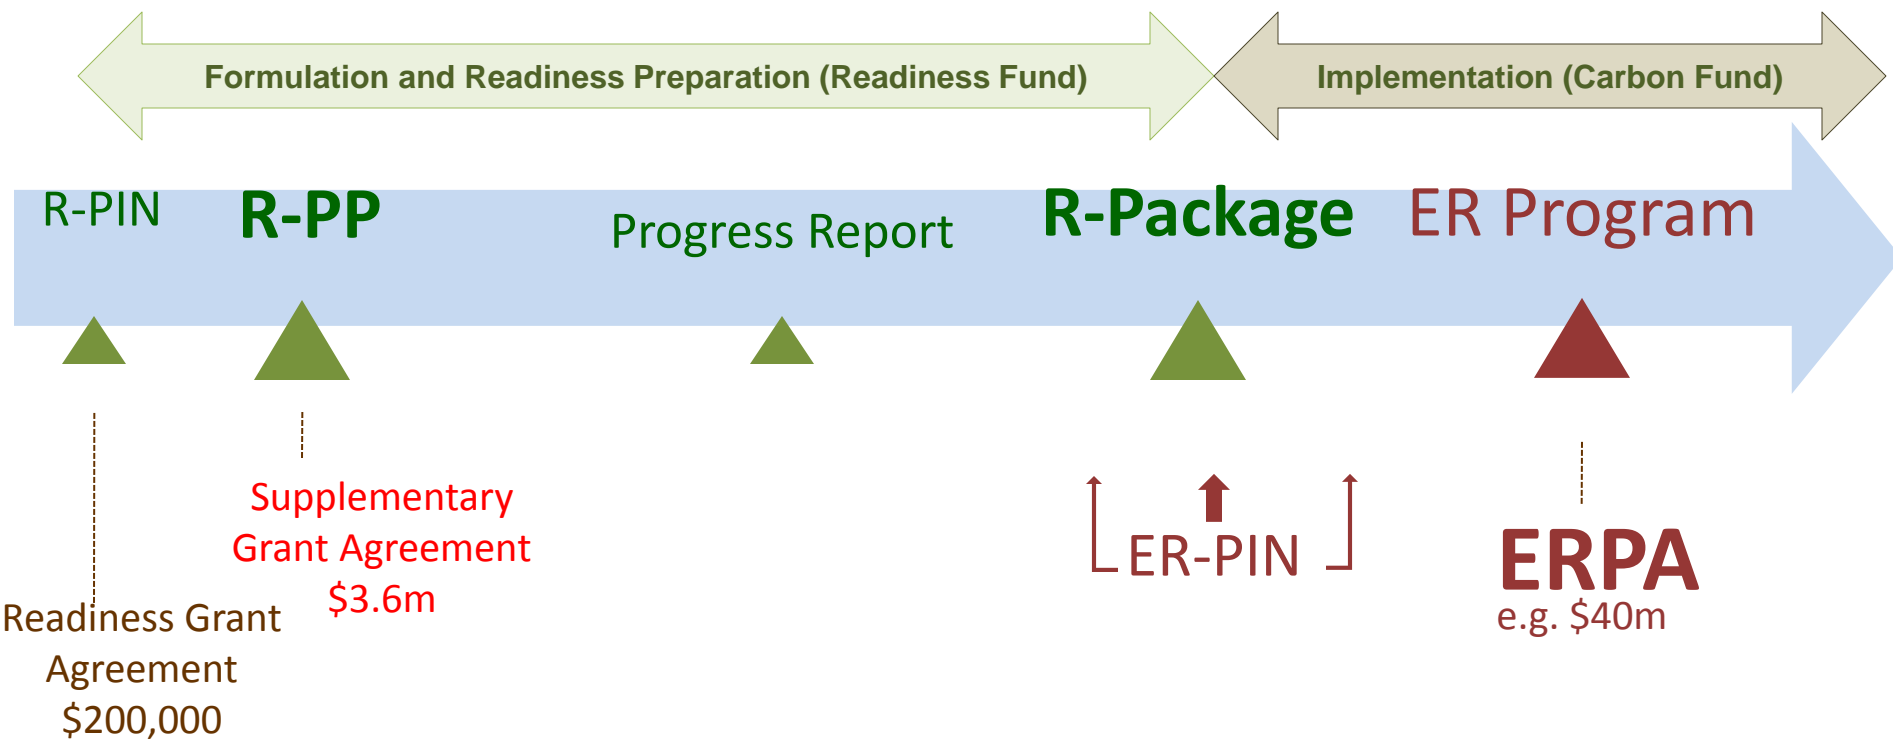 Formulation and Readiness Preparation (Readiness Fund)
Implementation (Carbon Fund)
R-PIN
R-PP
Progress Report
R-Package
ER Program
Supplementary
Grant Agreement
$3.6m
Readiness Grant
Agreement
$200,000
ER-PIN
ERPA
e.g. $40m